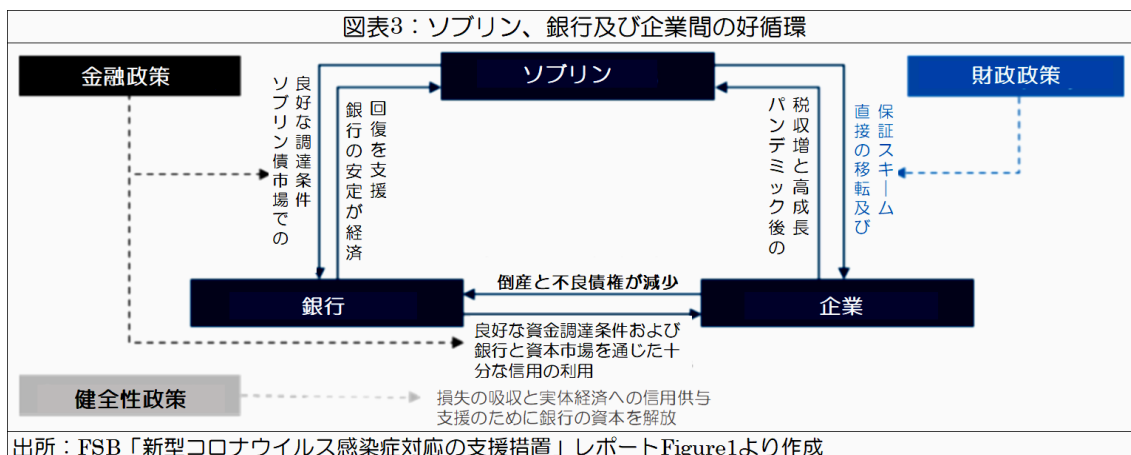 図表3：ソブリン、銀行及び企業間の好循環
金融政策
ソブリン
財政政策
良好な調達条件
ソブリン債市場での
回復を支援
銀行の安定が経済
税収増と高成長
パンデミック後の
保証スキーム
直接の移転及び
倒産と不良債権が減少
銀行
企業
良好な資金調達条件および
銀行と資本市場を通じた十
分な信用の利用
健全性政策
損失の吸収と実体経済への信用供与
支援のために銀行の資本を解放
出所：FSB「新型コロナウイルス感染症対応の支援措置」レポートFigure1より作成